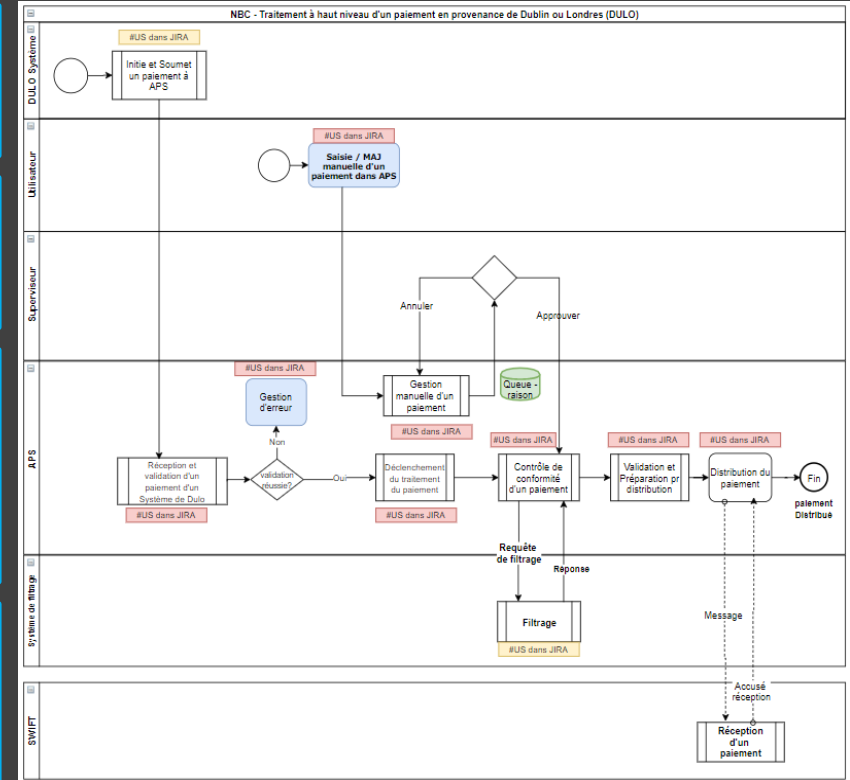 NBC - Traitement à haut niveau d'un paiement en provenance de Dublin ou Londres (DULO)
DULO Système
#US dans JIRA
Initie et Soumet
un paiement à
APS
Utilisateur
#US dans JIRA
Saisie / MAJ
manuelle d'un
paiement dans APS
Superviseur
Annuler
Approuver
APS
#US dans JIRA
Gestion
d'erreur
Non
Gestion
manuelle d'un
paiement
Queue -
raison
#US dans JIRA
Réception et
validation d'un
paiement d'un
Système de Dulo
#US dans JIRA
validation
réussie?
Oui
Déclenchement
du traitement
du paiement
#US dans JIRA
#US dans JIRA
Contrôle de
conformité
d'un paiement
#US dans JIRA
Validation et
Préparation pr
distribution
#US dans JIRA
Distribution du
paiement
Fin
paiement
Distribué
Système de filtrage
Requête
de filtrage
Réponse
Filtrage
#US dans JIRA
Message
Accusé
réception
SWIFT
Réception
d'un
paiement